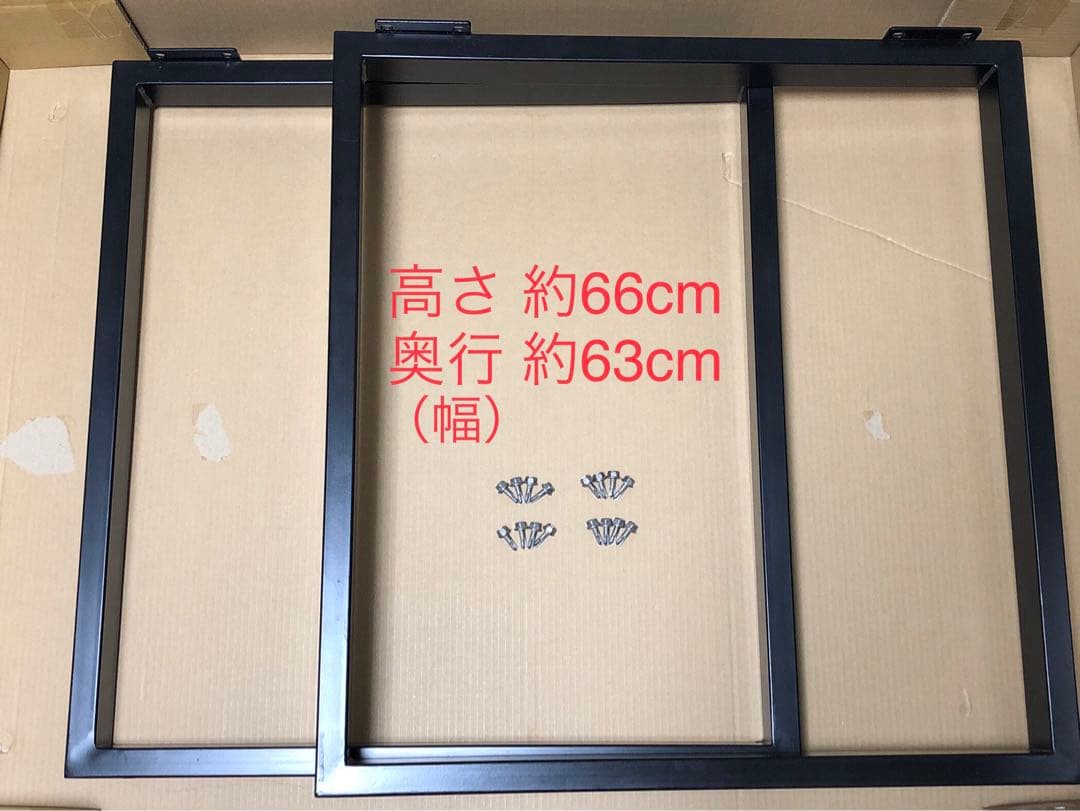 高さ 約66cm
奥行 約63cm
（幅）